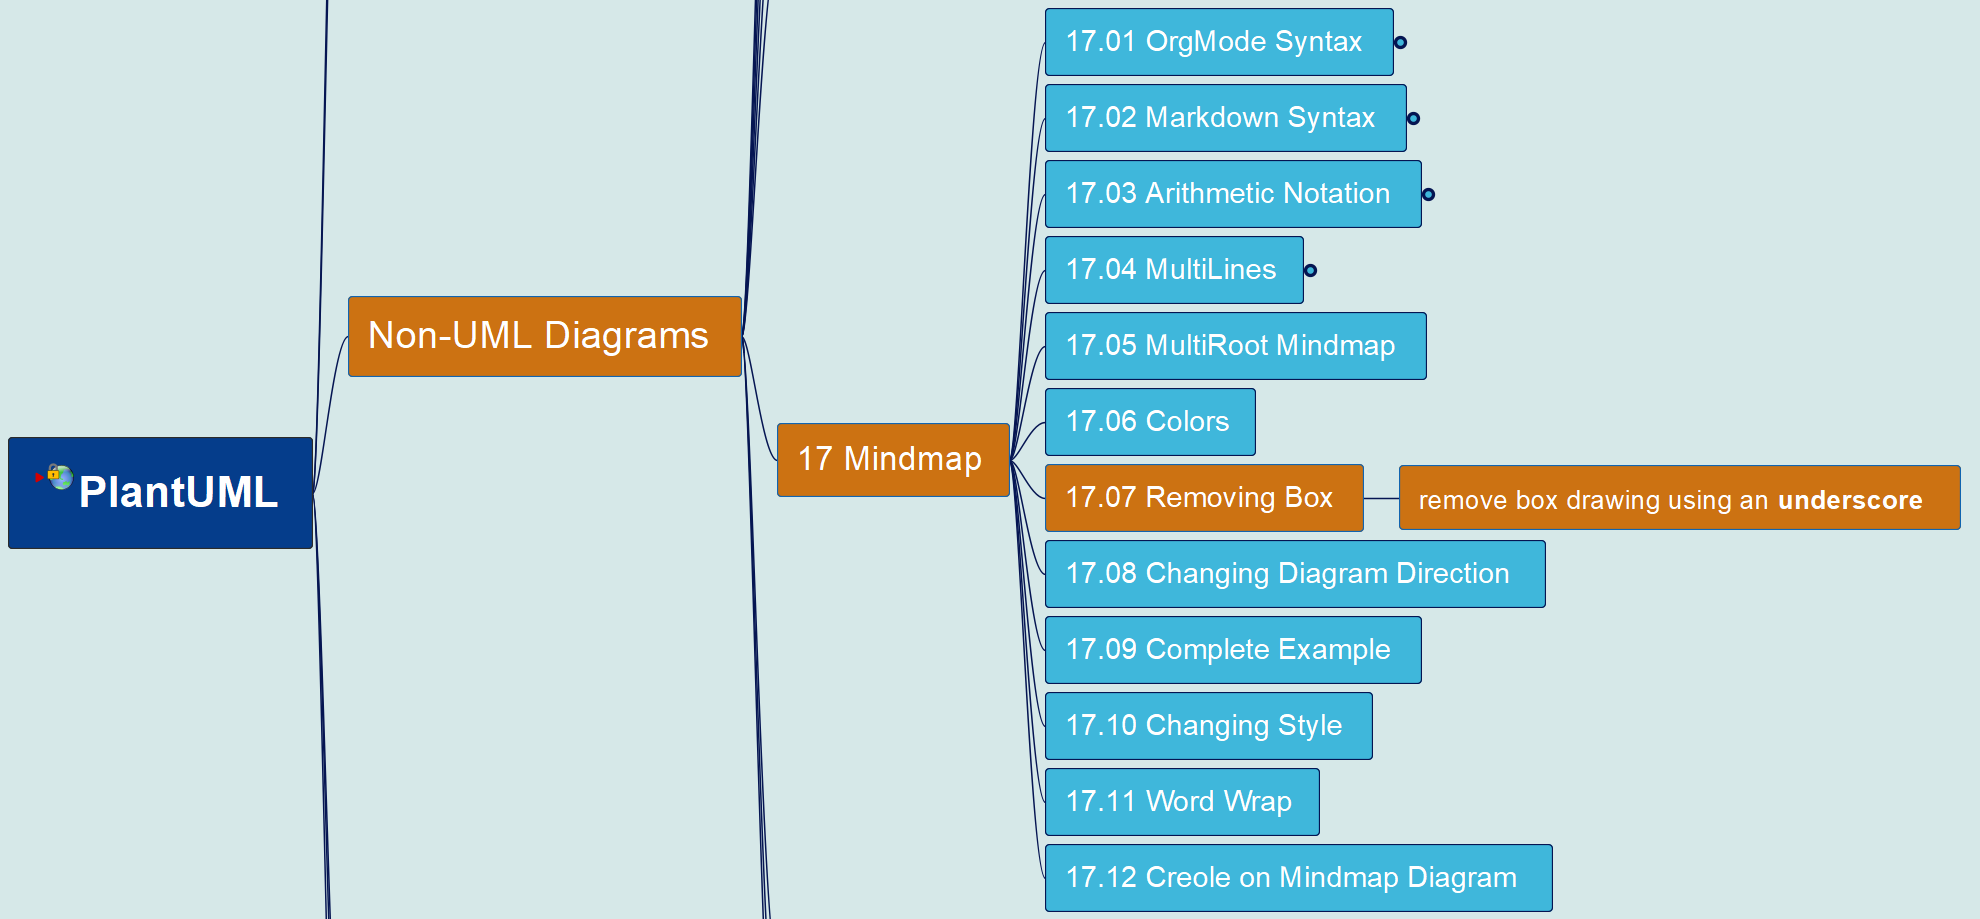 PlantUML
Non-UML Diagrams
17 Mindmap
17.01 OrgMode Syntax
17.02 Markdown Syntax
17.03 Arithmetic Notation
17.04 MultiLines
17.05 MultiRoot Mindmap
17.06 Colors
17.07 Removing Box
remove box drawing using an underscore
17.08 Changing Diagram Direction
17.09 Complete Example
17.10 Changing Style
17.11 Word Wrap
17.12 Creole on Mindmap Diagram